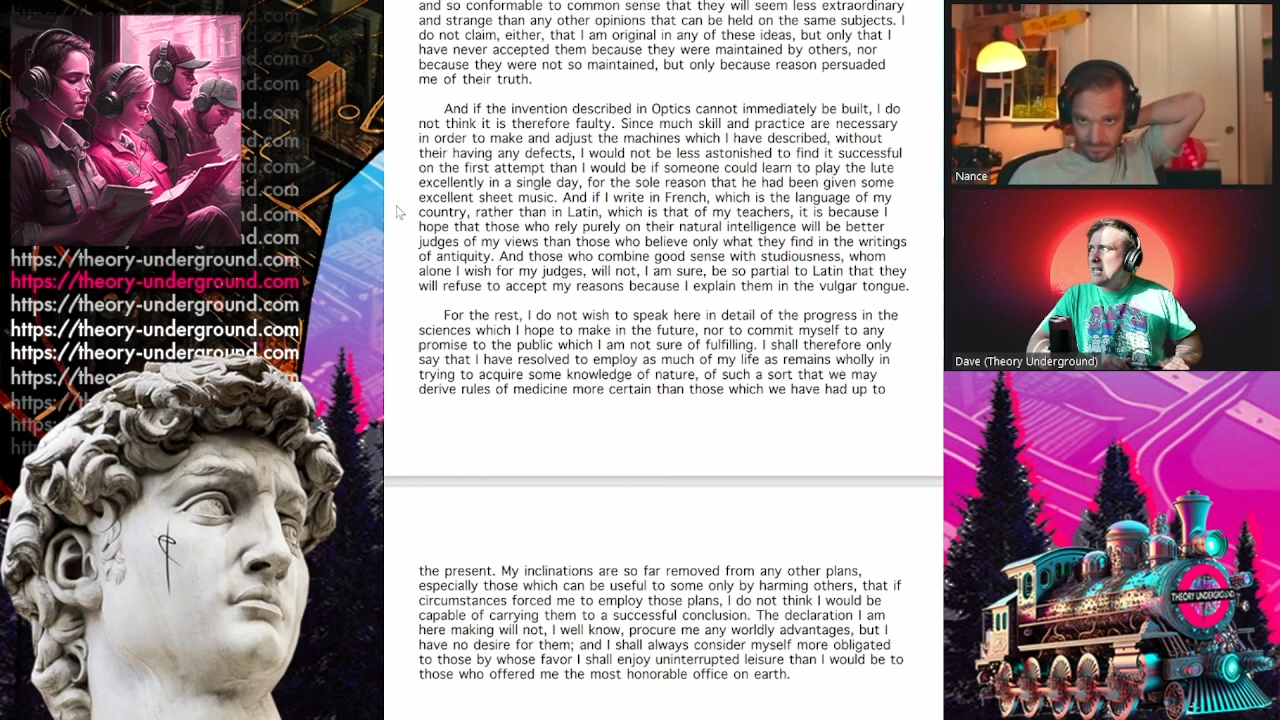 https://theory-underground.com
https://theory-underground.com
https://theory-underground.com
https://theory-underground.com
https://theory-underground.com
and so conformable to common sense that they will seem less extraordinary
and strange than any other opinions that can be held on the same subjects. I
do not claim, either, that I am original in any of these ideas, but only that I
have never accepted them because they were maintained by others, nor
because they were not so maintained, but only because reason persuaded
me of their truth.
And if the invention described in Optics cannot immediately be built, I do
not think it is therefore faulty. Since much skill and practice are necessary
in order to make and adjust the machines which I have described, without
their having any defects, I would not be less astonished to find it successful
on the first attempt than I would be if someone could learn to play the lute
excellently in a single day, for the sole reason that he had been given some
excellent sheet music. And if I write in French, which is the language of my
country, rather than in Latin, which is that of my teachers, it is because I
hope that those who rely purely on their natural intelligence will be better
judges of my views than those who believe only what they find in the writings
of antiquity. And those who combine good sense with studiousness, whom
alone I wish for my judges, will not, I am sure, be so partial to Latin that they
will refuse to accept my reasons because I explain them in the vulgar tongue.
For the rest, I do not wish to speak here in detail of the progress in the
sciences which I hope to make in the future, nor to commit myself to any
promise to the public which I am not sure of fulfilling. I shall therefore only
say that I have resolved to employ as much of my life as remains wholly in
trying to acquire some knowledge of nature, of such a sort that we may
derive rules of medicine more certain than those which we have had up to
the present. My inclinations are so far removed from any other plans,
especially those which can be useful to some only by harming others, that if
circumstances forced me to employ those plans, I do not think I would be
capable of carrying them to a successful conclusion. The declaration I am
here making will not, I well know, procure me any worldly advantages, but I
have no desire for them; and I shall always consider myself more obligated
to those by whose favor I shall enjoy uninterrupted leisure than I would be to
those who offered me the most honorable office on earth.
Nance
Dave (Theory Underground)
THEORY UNDERGROUND